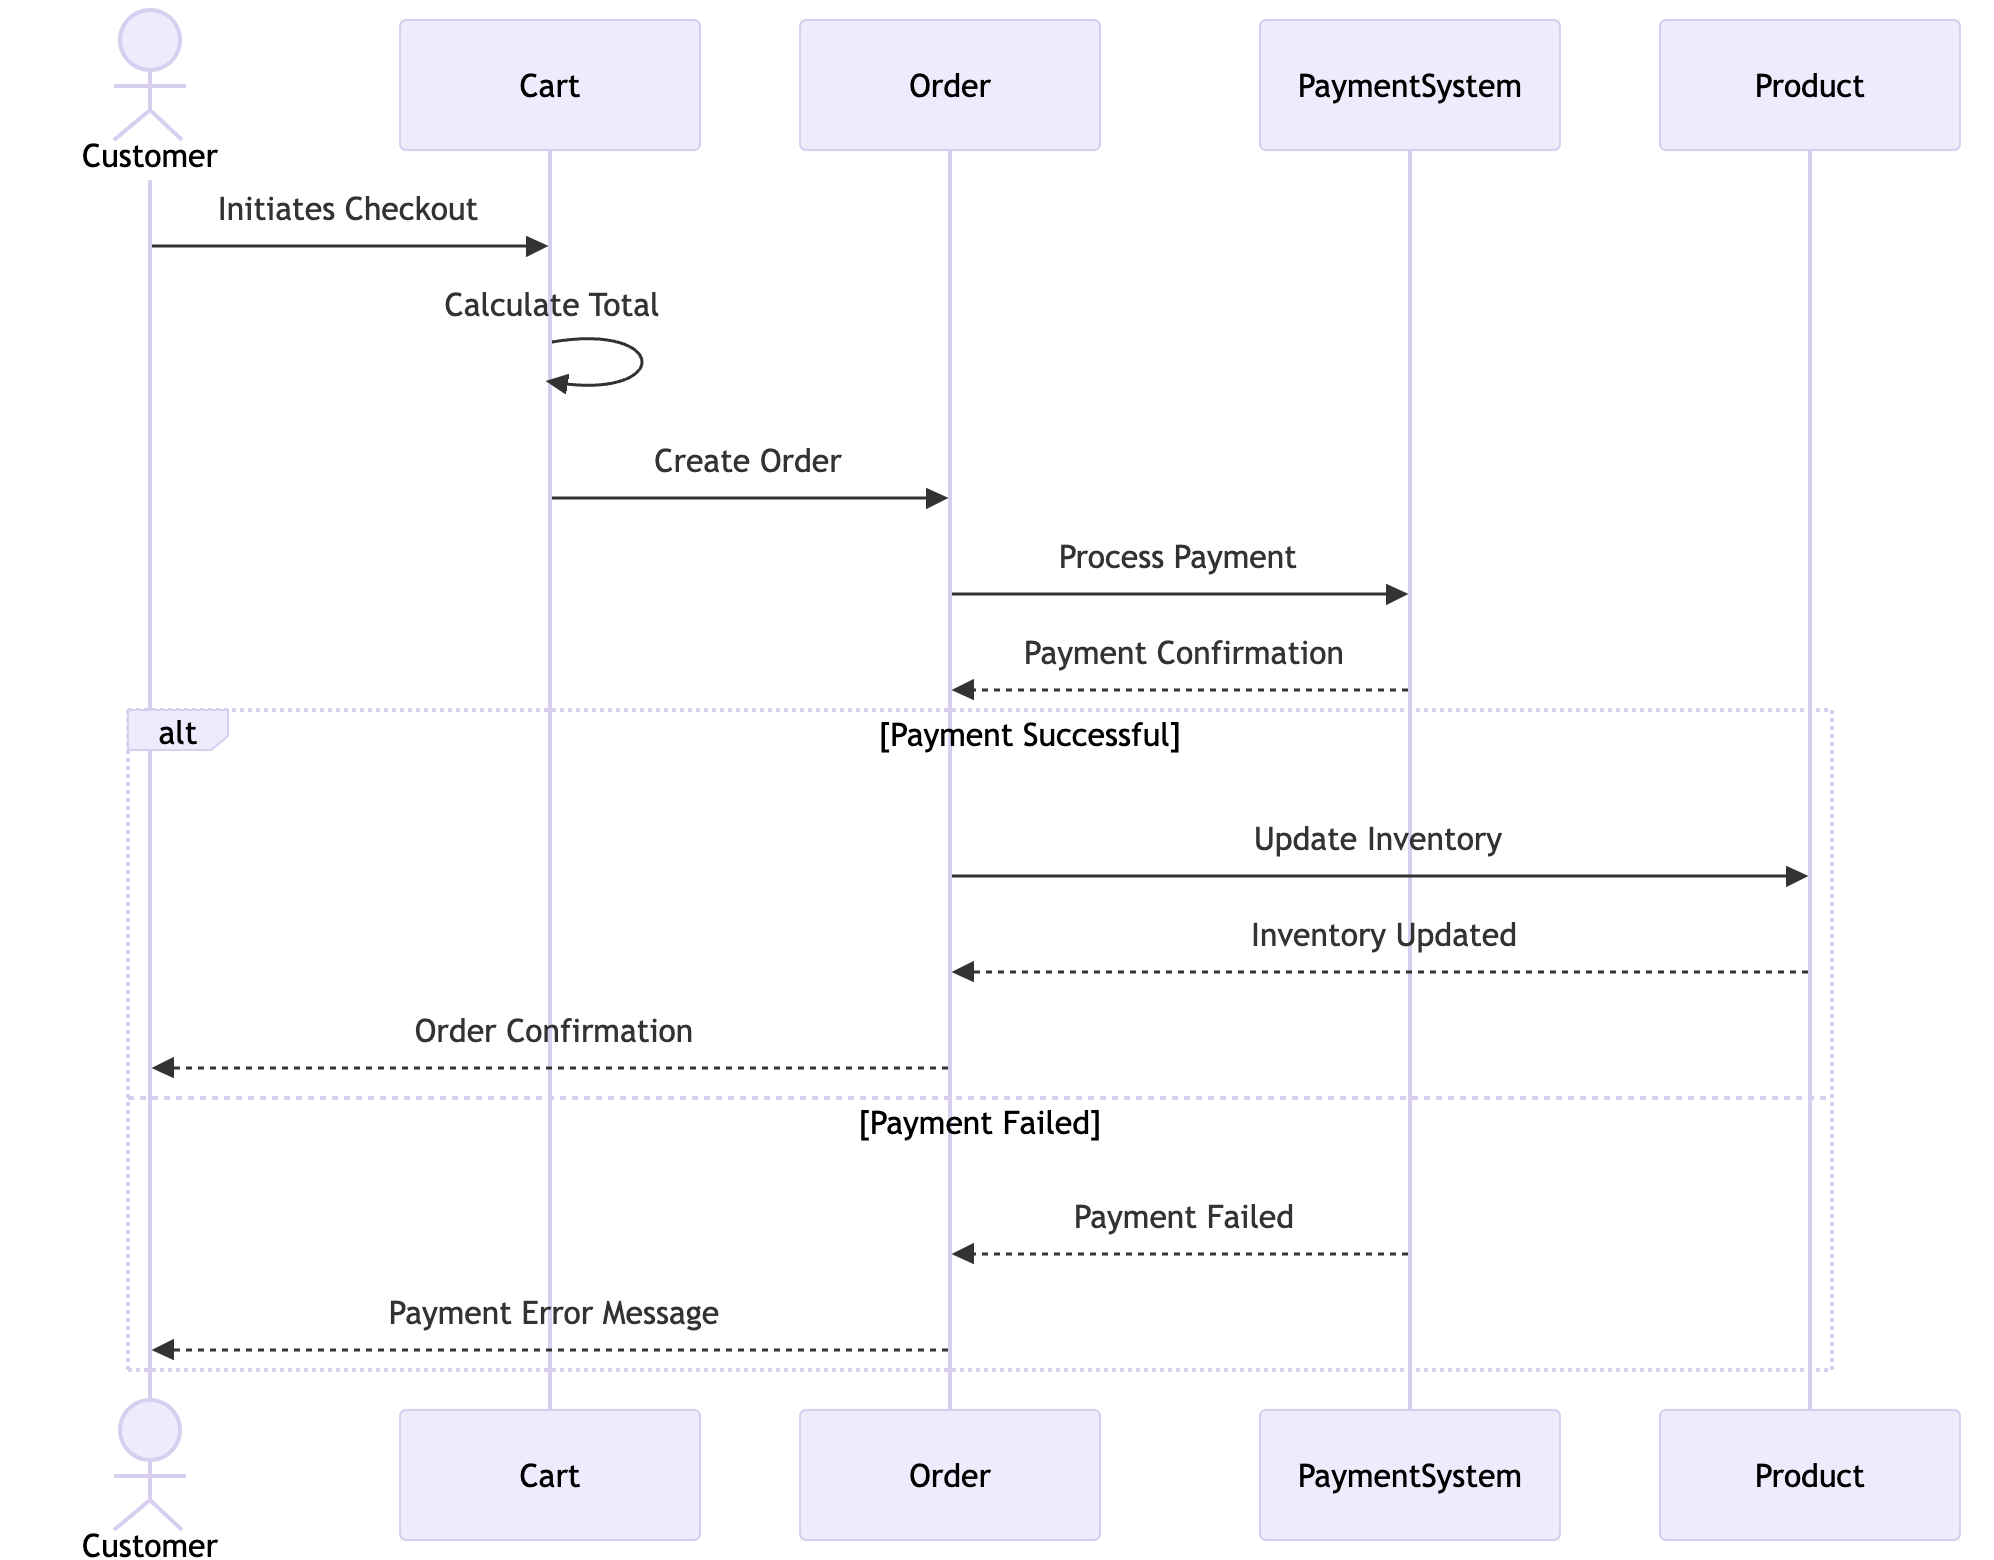 Customer
Cart
Order
PaymentSystem
Product
Initiates Checkout
Calculate Total
Create Order
Process Payment
Payment Confirmation
alt
[Payment Successful]
Update Inventory
Inventory Updated
Order Confirmation
[Payment Failed]
Payment Failed
Payment Error Message
Customer
Cart
Order
PaymentSystem
Product